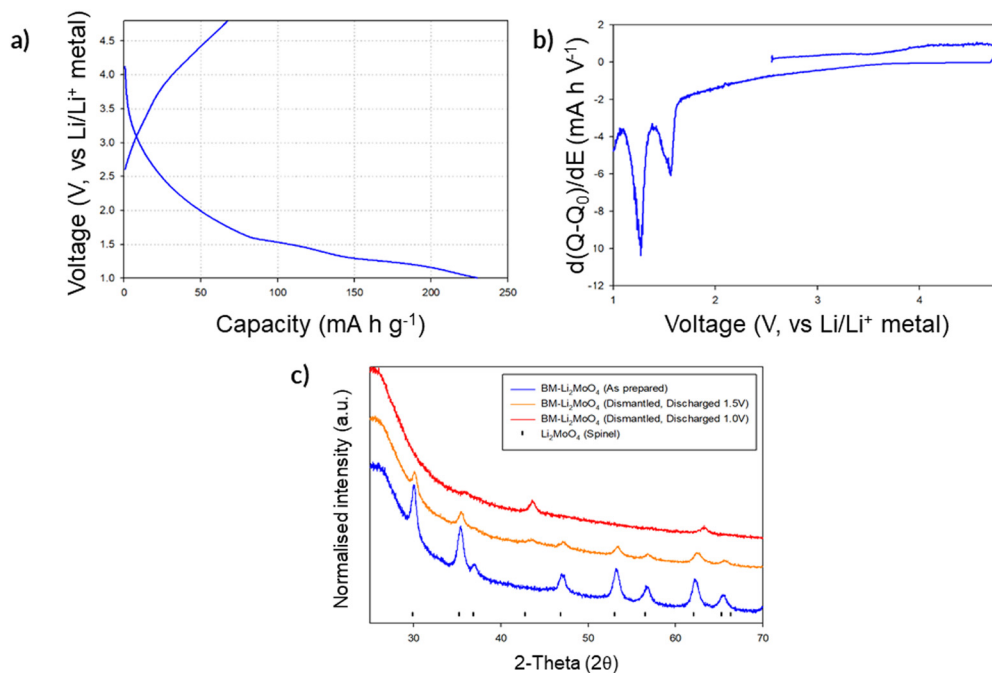 a)
Voltage (V, vs Li/Li⁺ metal)
4.5
4.0
3.5
3.0
2.5
2.0
1.5
1.0
0
50
100
150
200
250
Capacity (mA h g⁻¹)
b)
d(Q-Q₀)/dE (mA h V⁻¹)
2
0
-2
-4
-6
-8
-10
-12
1
2
3
4
Voltage (V, vs Li/Li⁺ metal)
c)
Normalised intensity (a.u.)
BM-Li₂MoO₄ (As prepared)
BM-Li₂MoO₄ (Dismantled, Discharged 1.5V)
BM-Li₂MoO₄ (Dismantled, Discharged 1.0V)
Li₂MoO₄ (Spinel)
30
40
50
60
70
2-Theta (2θ)